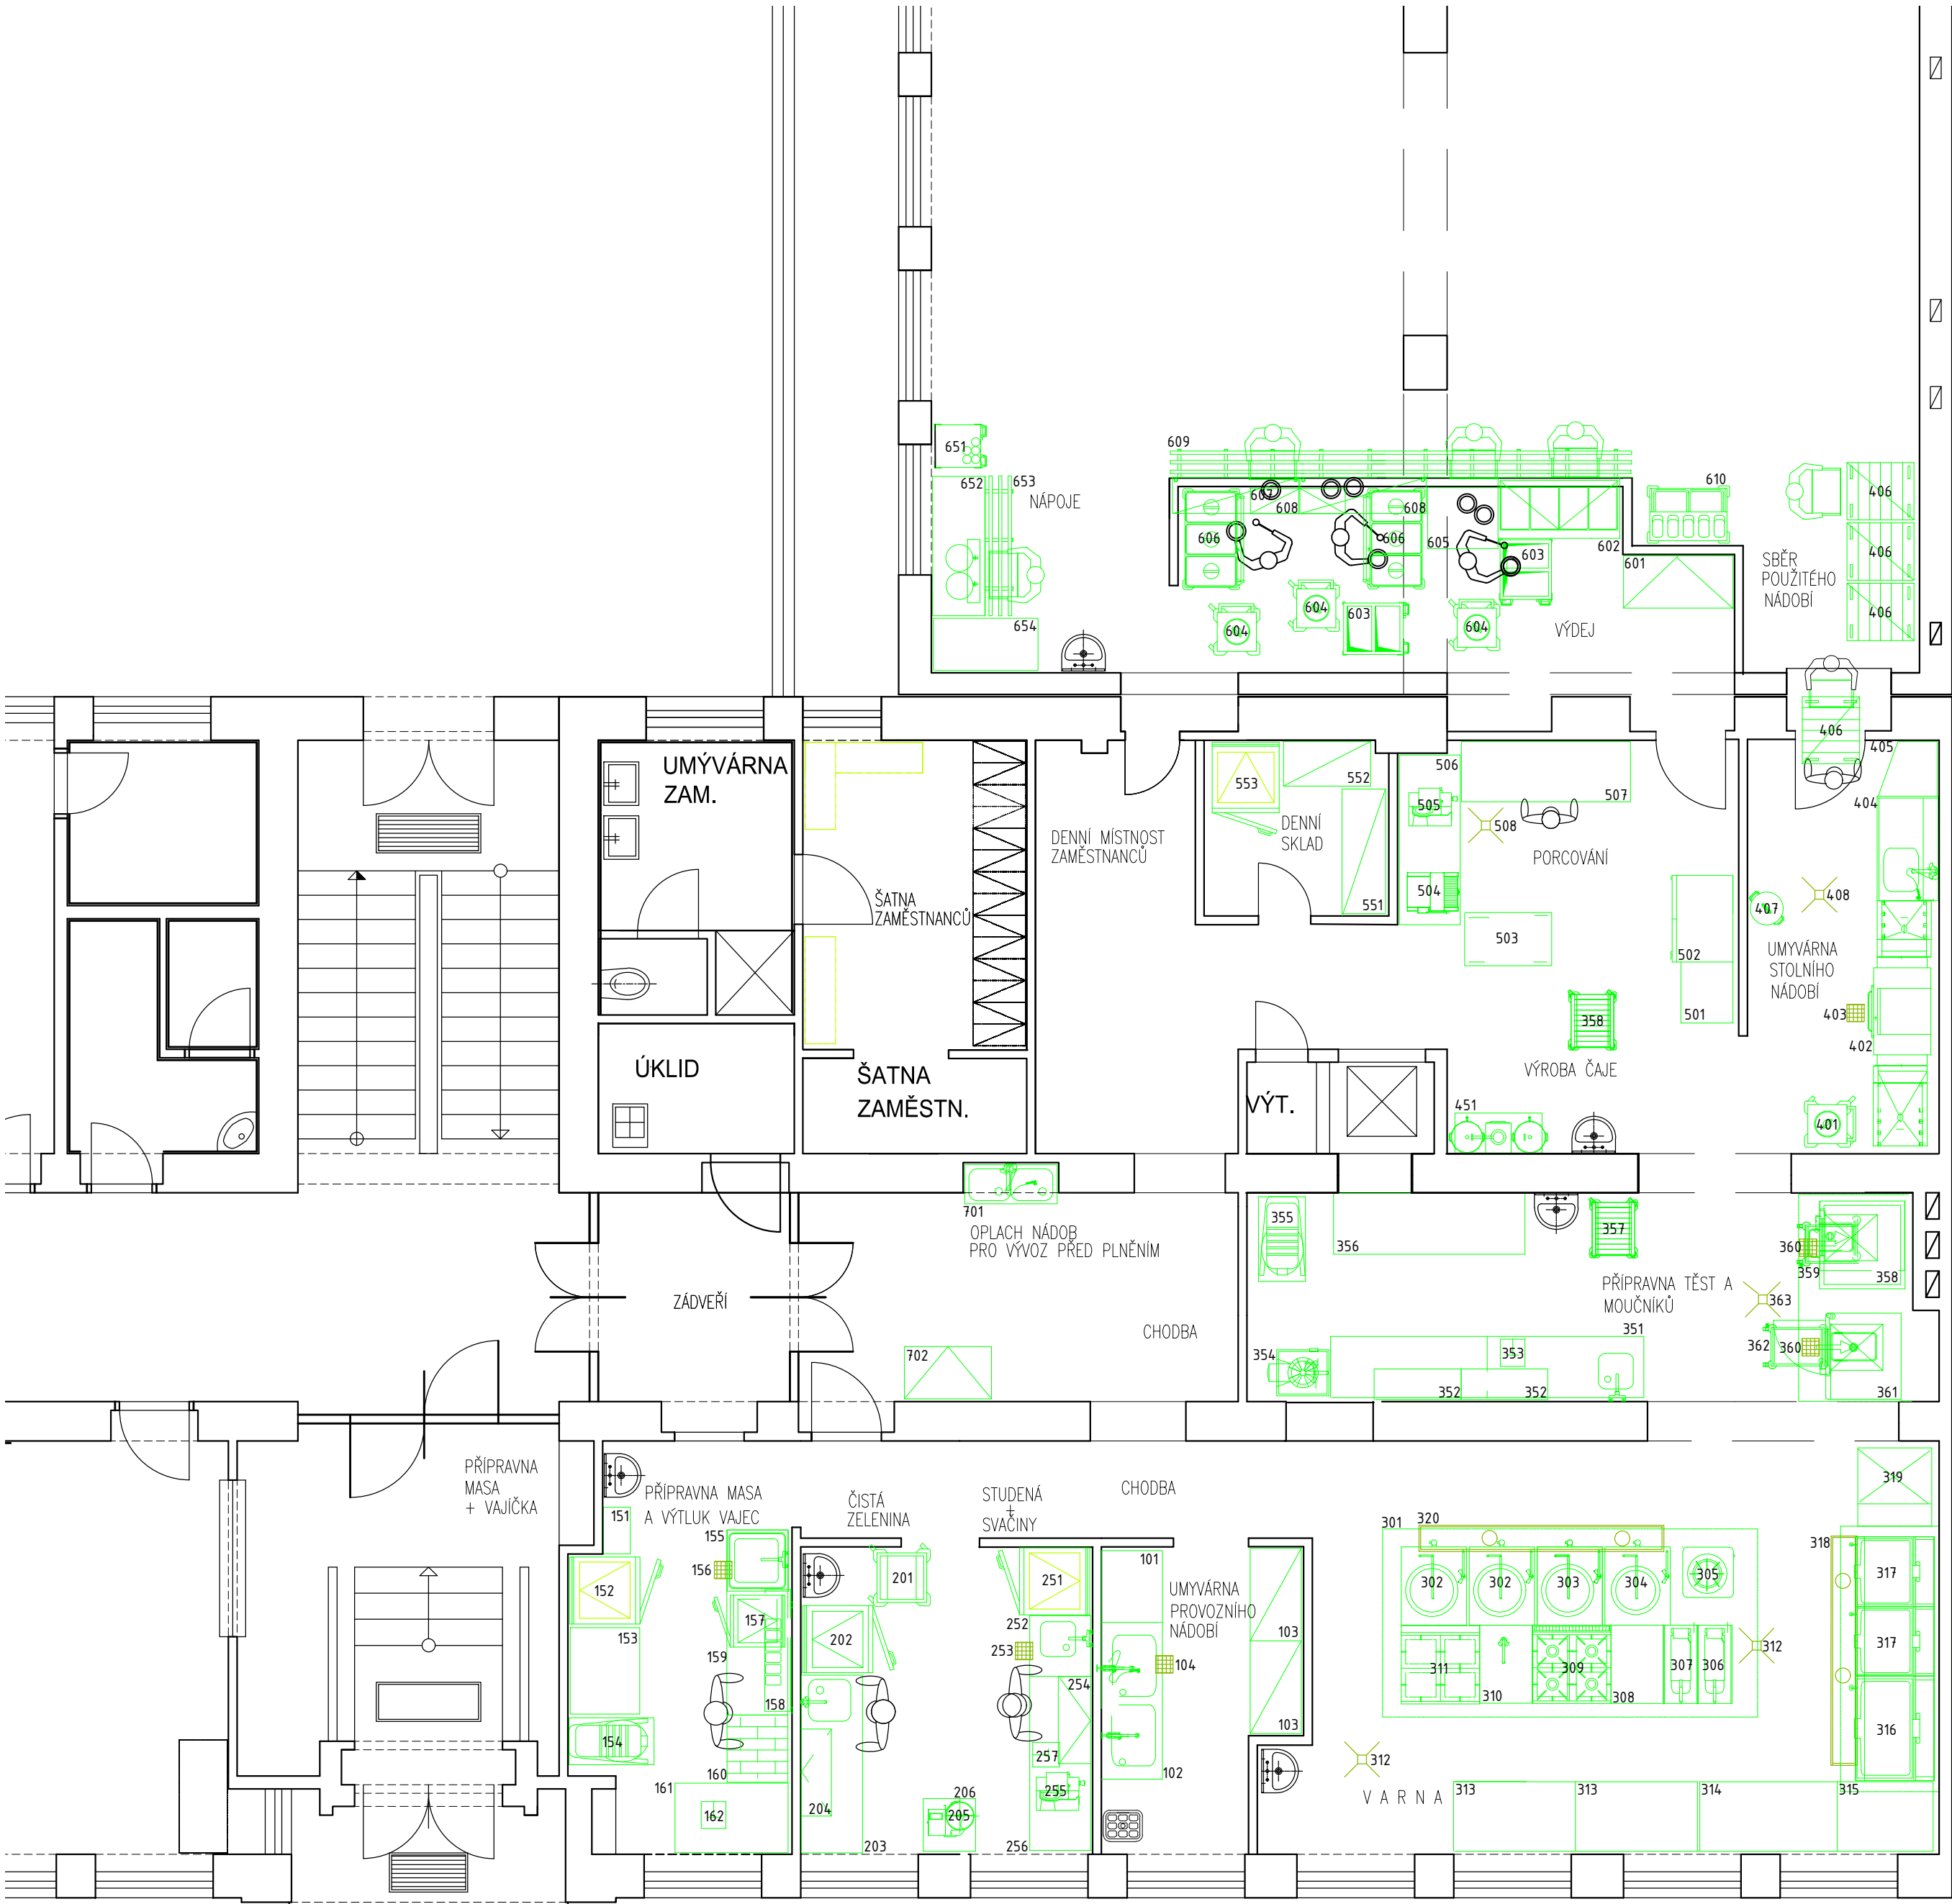 609
651
652
653
NÁPOJE
607
608
608
610
406
606
606
605
602
603
601
406
SBĚR
POUŽITÉHO
NÁDOBÍ
604
604
603
604
406
654
VÝDEJ
UMÝVÁRNA
ZAM.
406
405
553
552
506
507
404
505
508
DENNÍ MÍSTNOST
ZAMĚSTNANCŮ
DENNÍ
SKLAD
PORCOVÁNÍ
ŠATNA
ZAMĚSTNANCŮ
504
551
407
408
503
502
UMYVÁRNA
STOLNÍHO
NÁDOBÍ
501
358
403
402
ÚKLID
ŠATNA
ZAMĚSTN.
VÝROBA ČAJE
VÝT.
451
401
701
OPLACH NÁDOB
PRO VÝVOZ PŘED PLNĚNÍM
355
356
357
360
359
358
ZÁDVEŘÍ
PŘÍPRAVNA TĚST A
MOUČNÍKŮ
363
CHODBA
702
354
353
351
362
360
352
352
361
PŘÍPRAVNA
MASA
+ VAJÍČKA
PŘÍPRAVNA MASA
A VÝTLUK VAJEC
151
ČISTÁ
ZELENINA
STUDENÁ
+
SVAČINY
CHODBA
319
301
320
318
155
156
152
201
251
101
UMYVÁRNA
PROVOZNÍHO
NÁDOBÍ
302
302
303
304
305
317
157
153
202
252
253
103
159
104
311
309
307
306
312
317
254
158
310
308
103
154
257
316
160
102
312
161
162
204
206
205
255
VARNA
313
313
314
315
203
256